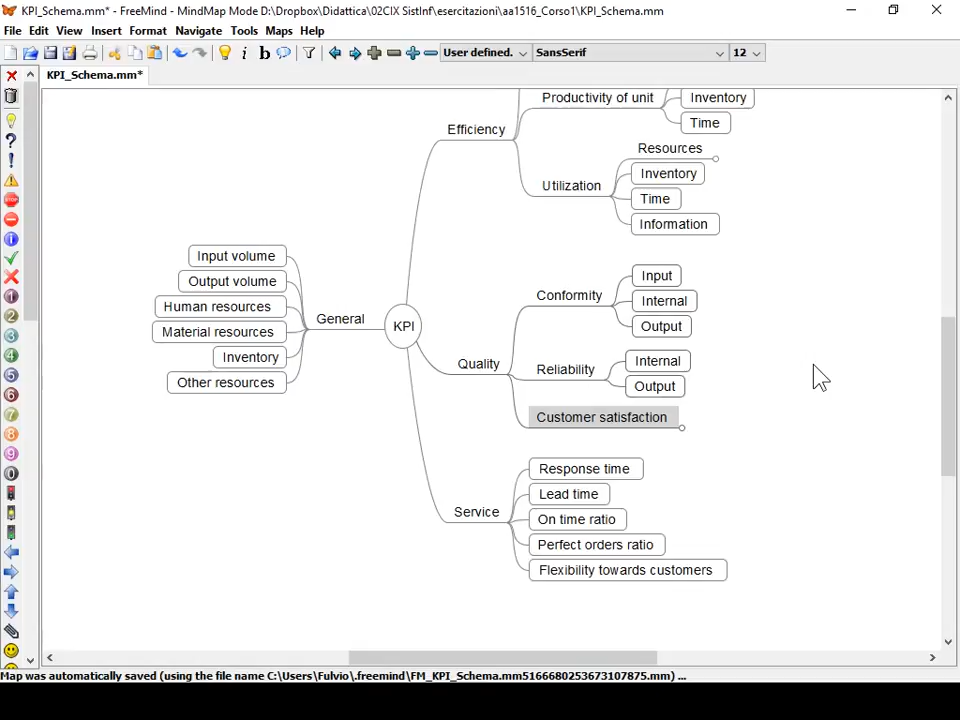 KPI_Schema.mm* - FreeMind - MindMap Mode D:\Dropbox\Didattica\02CIX SistInf\esercitazioni\aa1516_Corso1\KPI_Schema.mm
File Edit View Insert Format Navigate Tools Maps Help
User defined. SansSerif 12
KPI_Schema.mm*
Efficiency
Productivity of unit
Inventory
Time
Utilization
Resources
Inventory
Time
Information
Input volume
Output volume
Human resources
Material resources
Inventory
Other resources
General
KPI
Quality
Conformity
Input
Internal
Output
Reliability
Internal
Output
Customer satisfaction
Service
Response time
Lead time
On time ratio
Perfect orders ratio
Flexibility towards customers
Map was automatically saved (using the file name C:\Users\Fulvio\.freemind\FM_KPI_Schema.mm5166680253673107875.mm) ...